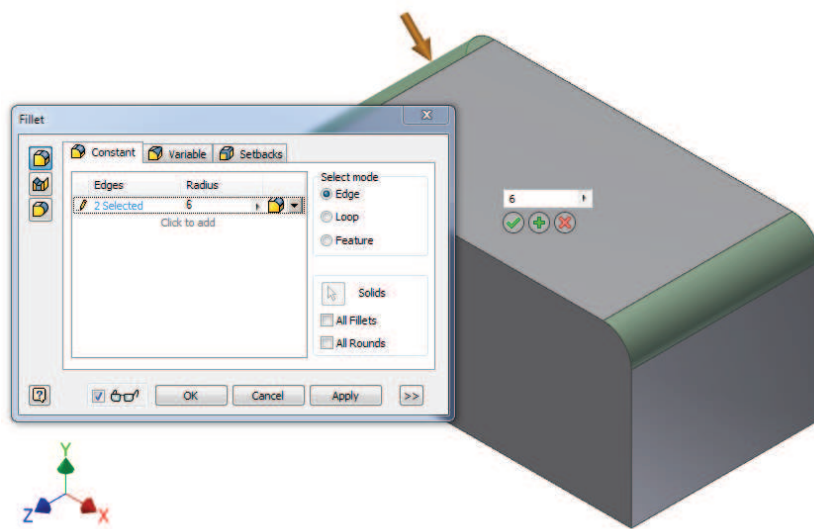 Fillet
Constant Variable Setbacks
Edges Radius
2 Selected 6
Click to add
Select mode
Edge
Loop
Feature
Solids
All Fillets
All Rounds
OK Cancel Apply >>
6
Y
Z X